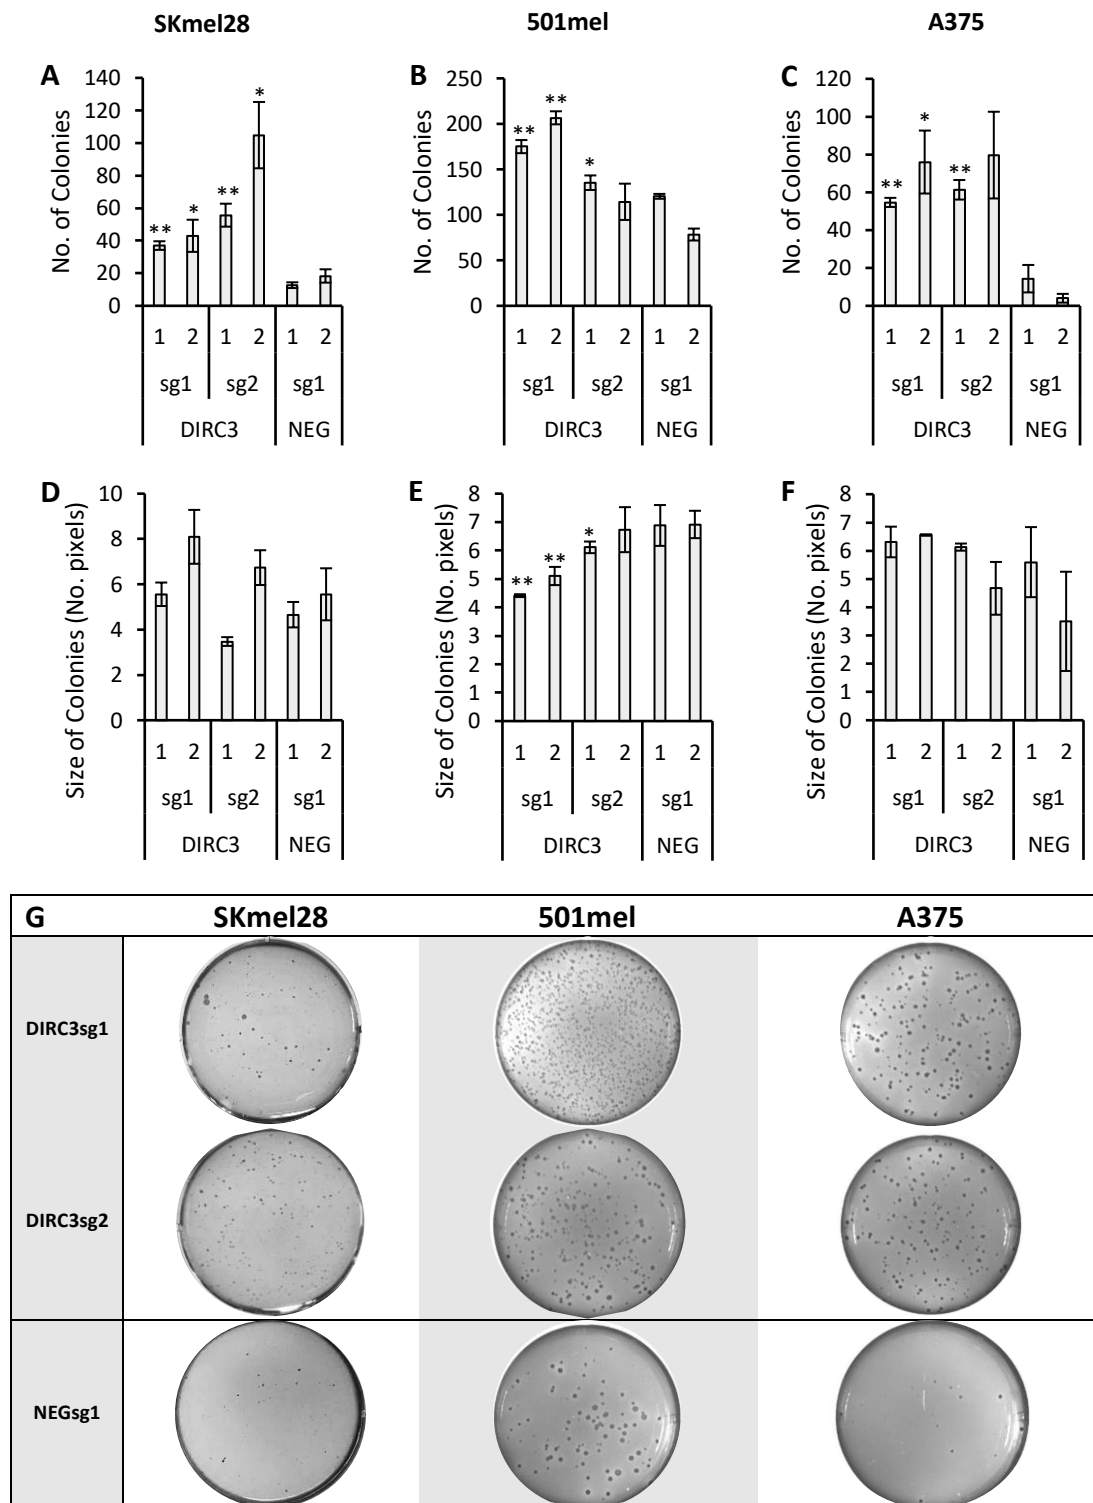 SKmel28 501mel A375
A B C
No. of Colonies
140
120
100
80
60
40
20
0
** * ** *
1 2 1 2 1 2
sg1 sg2 sg1
DIRC3 NEG
No. of Colonies
250
200
150
100
50
0
** ** *
1 2 1 2 1 2
sg1 sg2 sg1
DIRC3 NEG
No. of Colonies
120
100
80
60
40
20
0
** * **
1 2 1 2 1 2
sg1 sg2 sg1
DIRC3 NEG
D E F
Size of Colonies (No. pixels)
10
8
6
4
2
0
1 2 1 2 1 2
sg1 sg2 sg1
DIRC3 NEG
Size of Colonies (No. pixels)
8
7
6
5
4
3
2
1
0
** ** *
1 2 1 2 1 2
sg1 sg2 sg1
DIRC3 NEG
Size of Colonies (No. pixels)
8
7
6
5
4
3
2
1
0
1 2 1 2 1 2
sg1 sg2 sg1
DIRC3 NEG
G SKmel28 501mel A375
DIRC3sg1
DIRC3sg2
NEGsg1